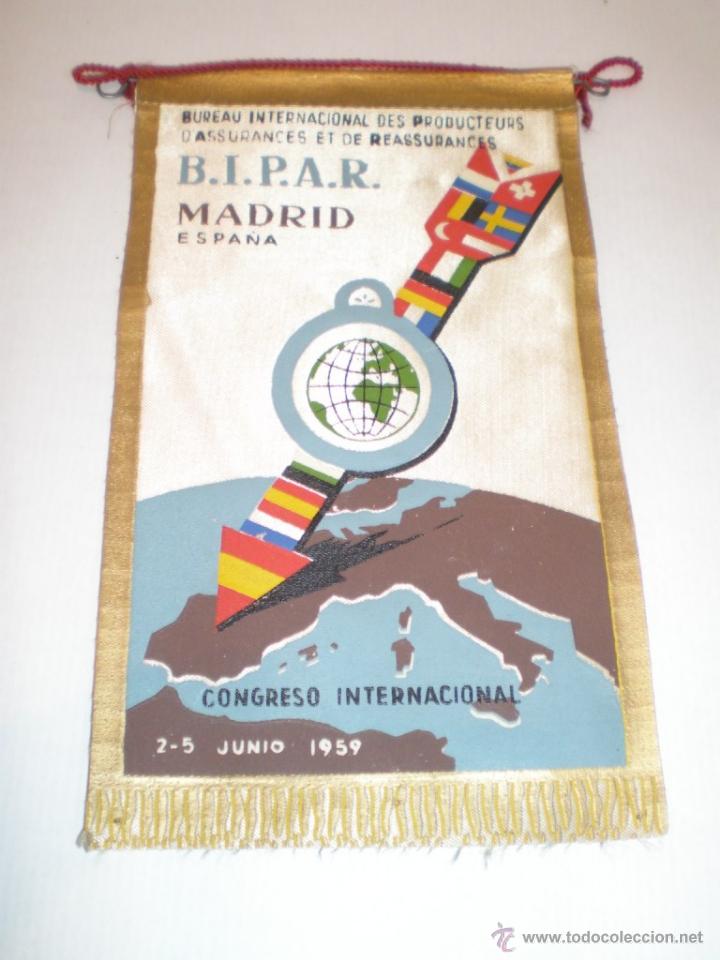 BUREAU INTERNACIONAL DES PRODUCTEURS
D'ASSURANCES ET DE REASSURANCES
B.I.P.A.R.
MADRID
ESPAÑA
CONGRESO INTERNACIONAL
2-5 JUNIO 1959
www.todocoleccion.net